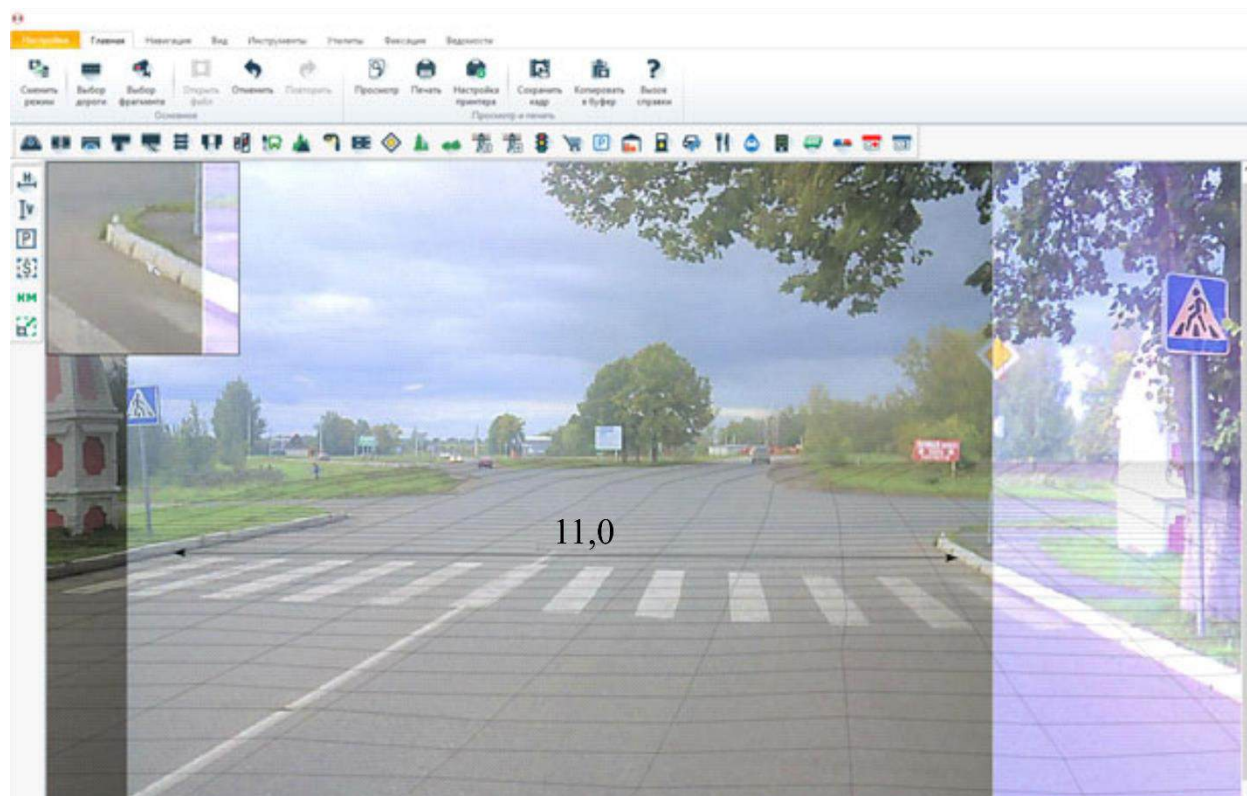 Настройки Главная Навигация Вид Инструменты Утилиты Фиксация Ведомости
Сменить режим
Выбор дороги
Выбор фрагмента
Открыть файл
Отменить
Повторить
Просмотр
Печать
Настройка принтера
Сохранить кадр
Копировать в буфер
Вызов справки
Основное
Просмотр и печать
H
V
P
S
КМ
11,0